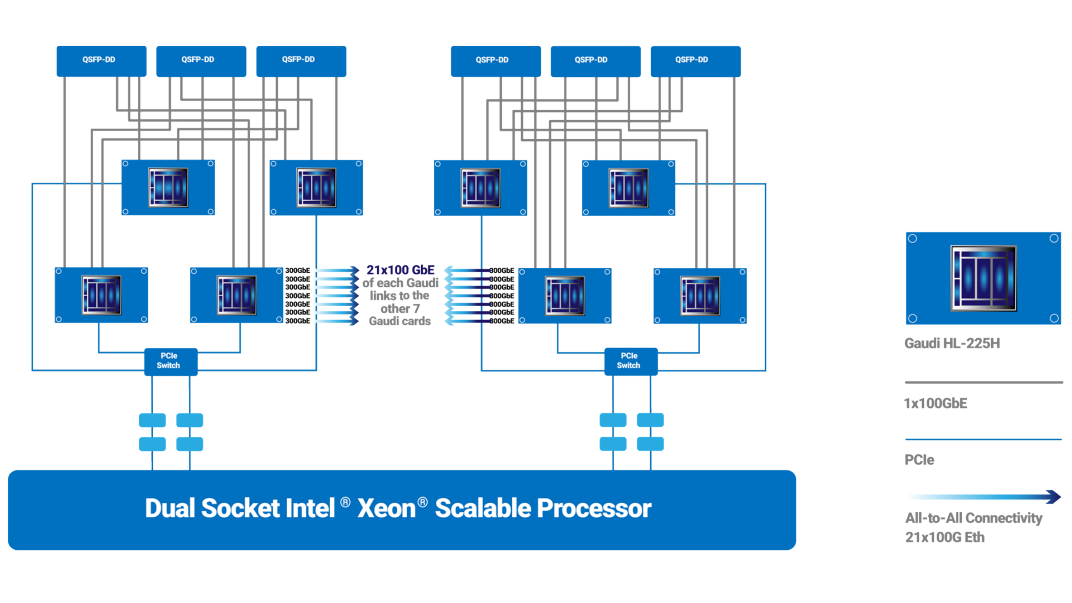 QSFP-DD
QSFP-DD
QSFP-DD
QSFP-DD
QSFP-DD
QSFP-DD
300GbE
300GbE
300GbE
300GbE
300GbE
300GbE
300GbE
21x100 GbE
of each Gaudi
links to the
other 7
Gaudi cards
300GbE
300GbE
300GbE
300GbE
300GbE
300GbE
300GbE
PCIe
Switch
PCIe
Switch
Dual Socket Intel® Xeon® Scalable Processor
Gaudi HL-225H
1x100GbE
PCIe
All-to-All Connectivity
21x100G Eth